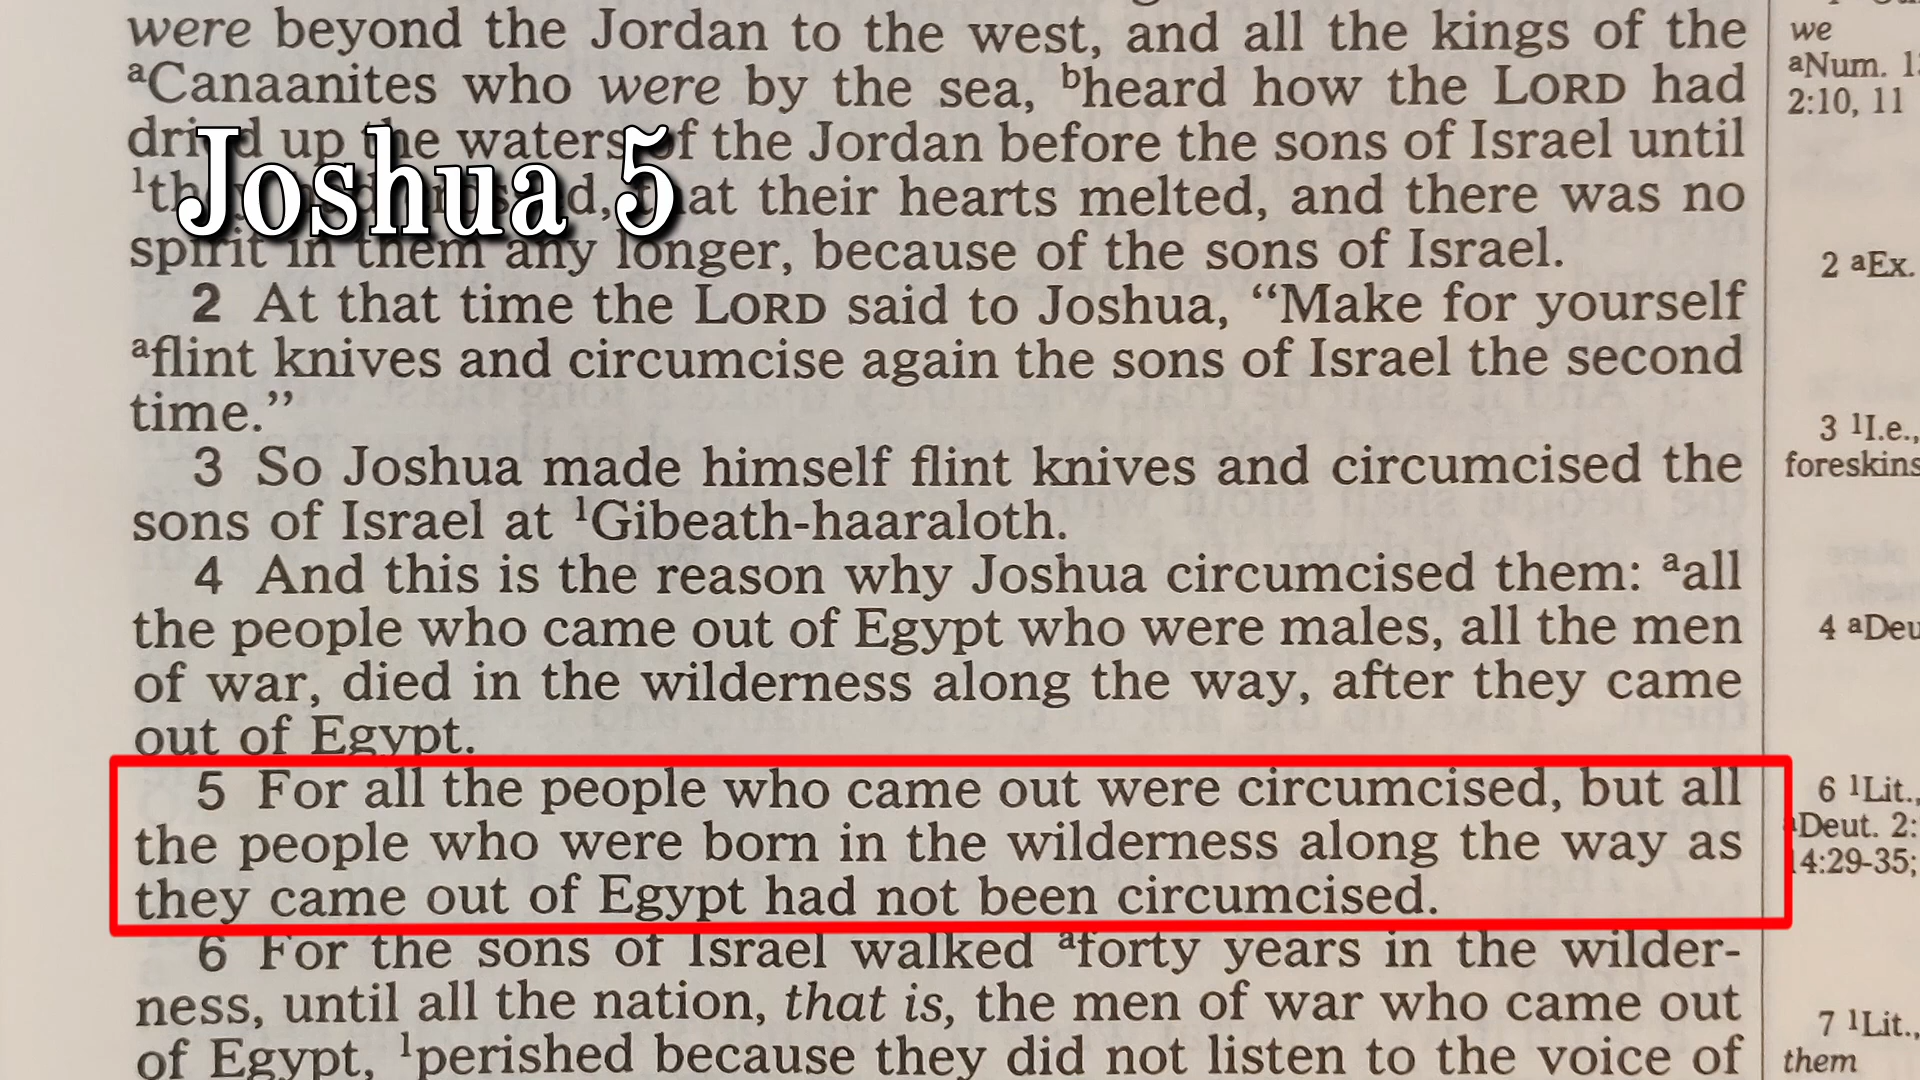 were beyond the Jordan to the west, and all the kings of the
aCanaanites who were by the sea, bheard how the LORD had
up the waters of the Jordan before the sons of Israel until
that their hearts melted, and there was no
spirit in them any longer, because of the sons of Israel.
Joshua 5
2 At that time the LORD said to Joshua, “Make for yourself
aflint knives and circumcise again the sons of Israel the second
time.”
3 So Joshua made himself flint knives and circumcised the
sons of Israel at 1Gibeath-haaraloth.
4 And this is the reason why Joshua circumcised them: aall
the people who came out of Egypt who were males, all the men
of war, died in the wilderness along the way, after they came
out of Egypt.
5 For all the people who came out were circumcised, but all
the people who were born in the wilderness along the way as
they came out of Egypt had not been circumcised.
6 For the sons of Israel walked aforty years in the wilder-
ness, until all the nation, that is, the men of war who came out
of Egypt, 1perished because they did not listen to the voice of
we
aNum.
2:10, 11
2 aEx.
3 1I.e.,
foreskins
4 aDeu
6 1Lit.,
aDeut. 2:
14:29-35;
7 1Lit.,
them